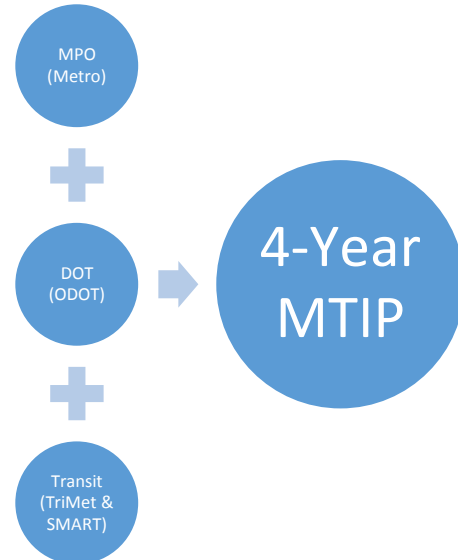 MPO
(Metro)
DOT
(ODOT)
Transit
(TriMet &
SMART)
4-Year
MTIP